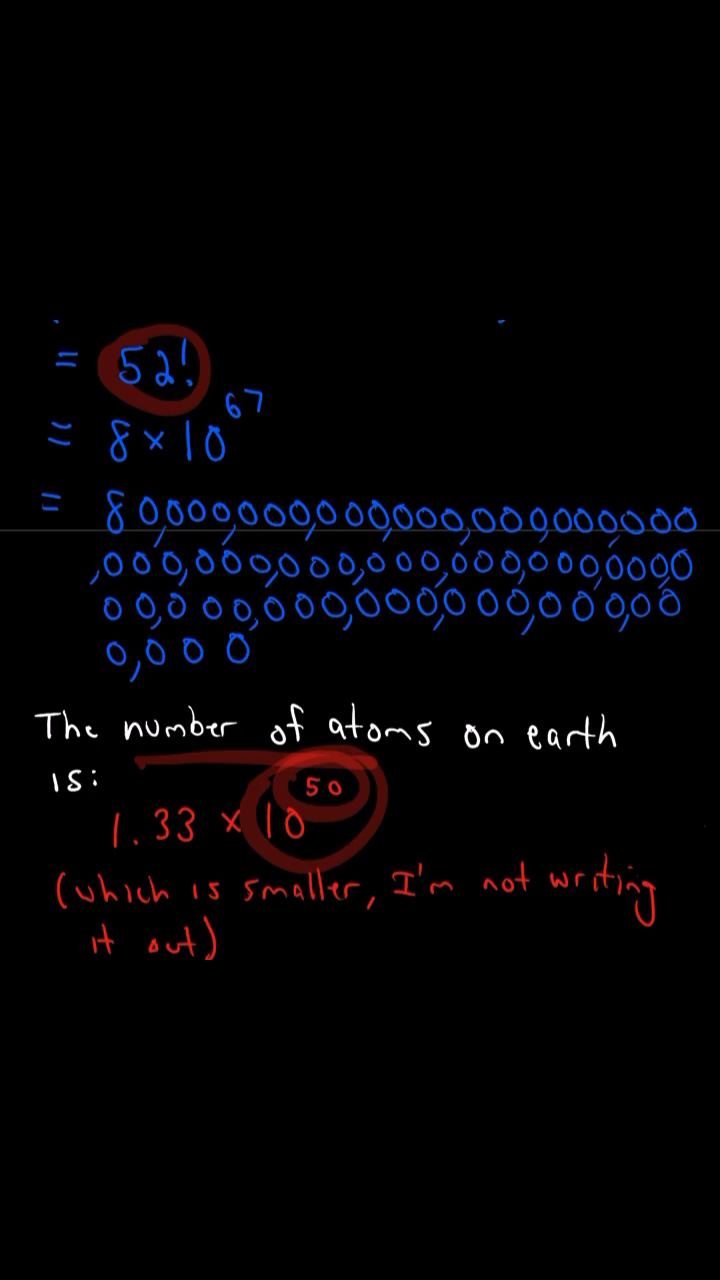 = 52!
= 8 × 10^67
= 80,000,000,000,000,000,000,000
,000,000,000,000,000,000,000,0
00,000,000,000,000,000,00
0,000
The number of atoms on earth
is:
1.33 × 10^50
(which is smaller, I'm not writing
it out)